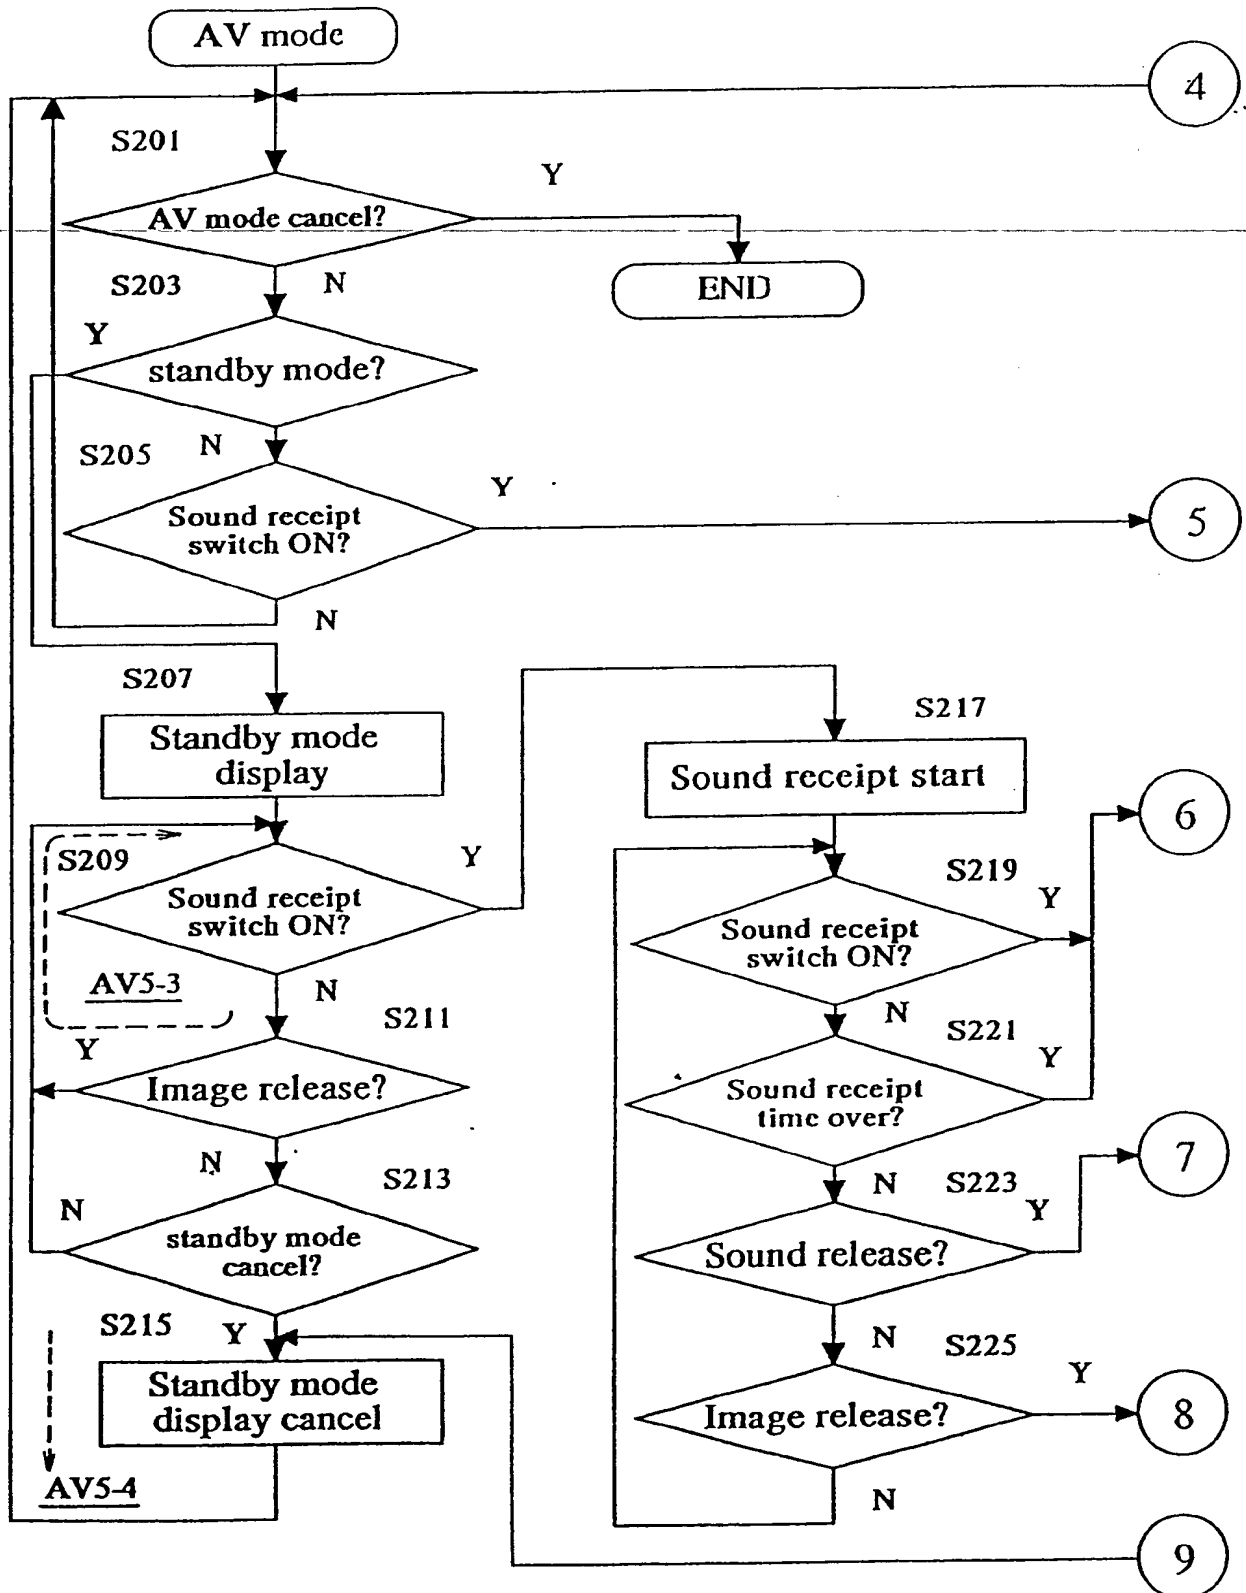 AV mode
4
S201
Y
AV mode cancel?
S203
N
END
Y
standby mode?
S205
N
Y
Sound receipt
switch ON?
5
N
S207
S217
Standby mode
display
Sound receipt start
6
S209
Y
S219
Y
Sound receipt
switch ON?
Sound receipt
switch ON?
AV5-3
N
N
S211
S221
Y
Y
Image release?
Sound receipt
time over?
7
N
S213
N
S223
Y
N
standby mode
cancel?
Sound release?
S215
Y
N
S225
Y
Standby mode
display cancel
Image release?
8
AV5-4
N
9